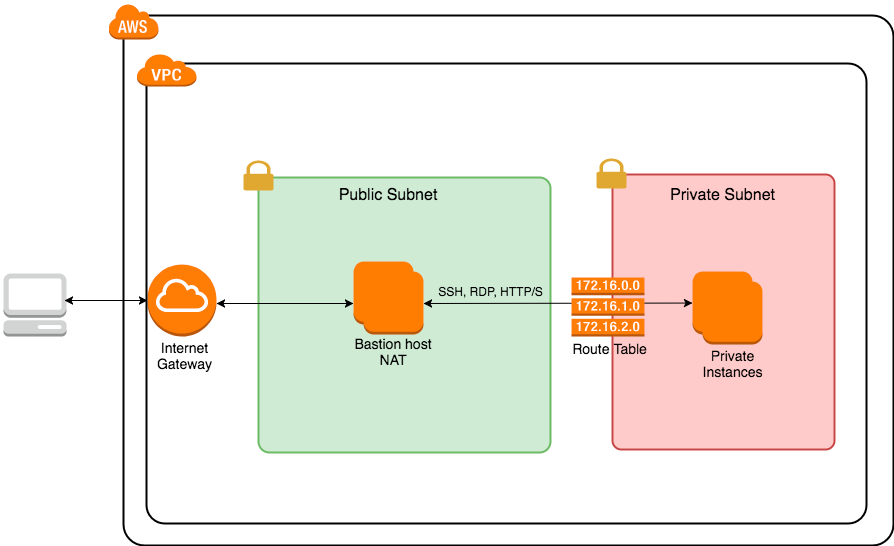 AWS
VPC
Public Subnet
Private Subnet
SSH, RDP, HTTP/S
172.16.0.0
172.16.1.0
172.16.2.0
Route Table
Internet
Gateway
Bastion host
NAT
Private
Instances